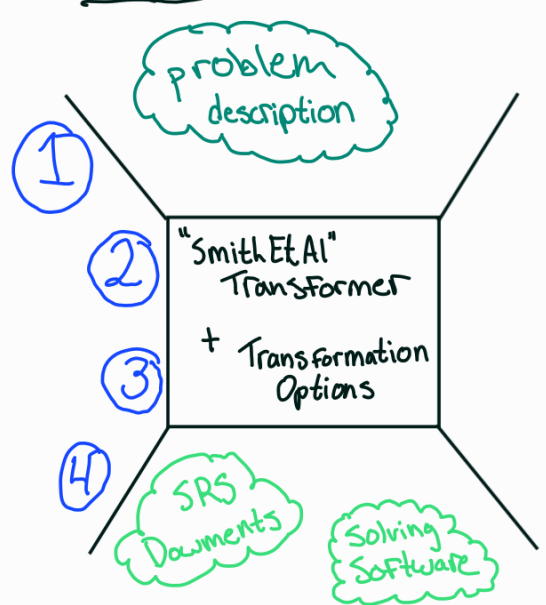 problem
description
1
2
"SmithEtAl"
Transformer
+ Transformation
Options
3
4
SRS
Documents
Solving
Software